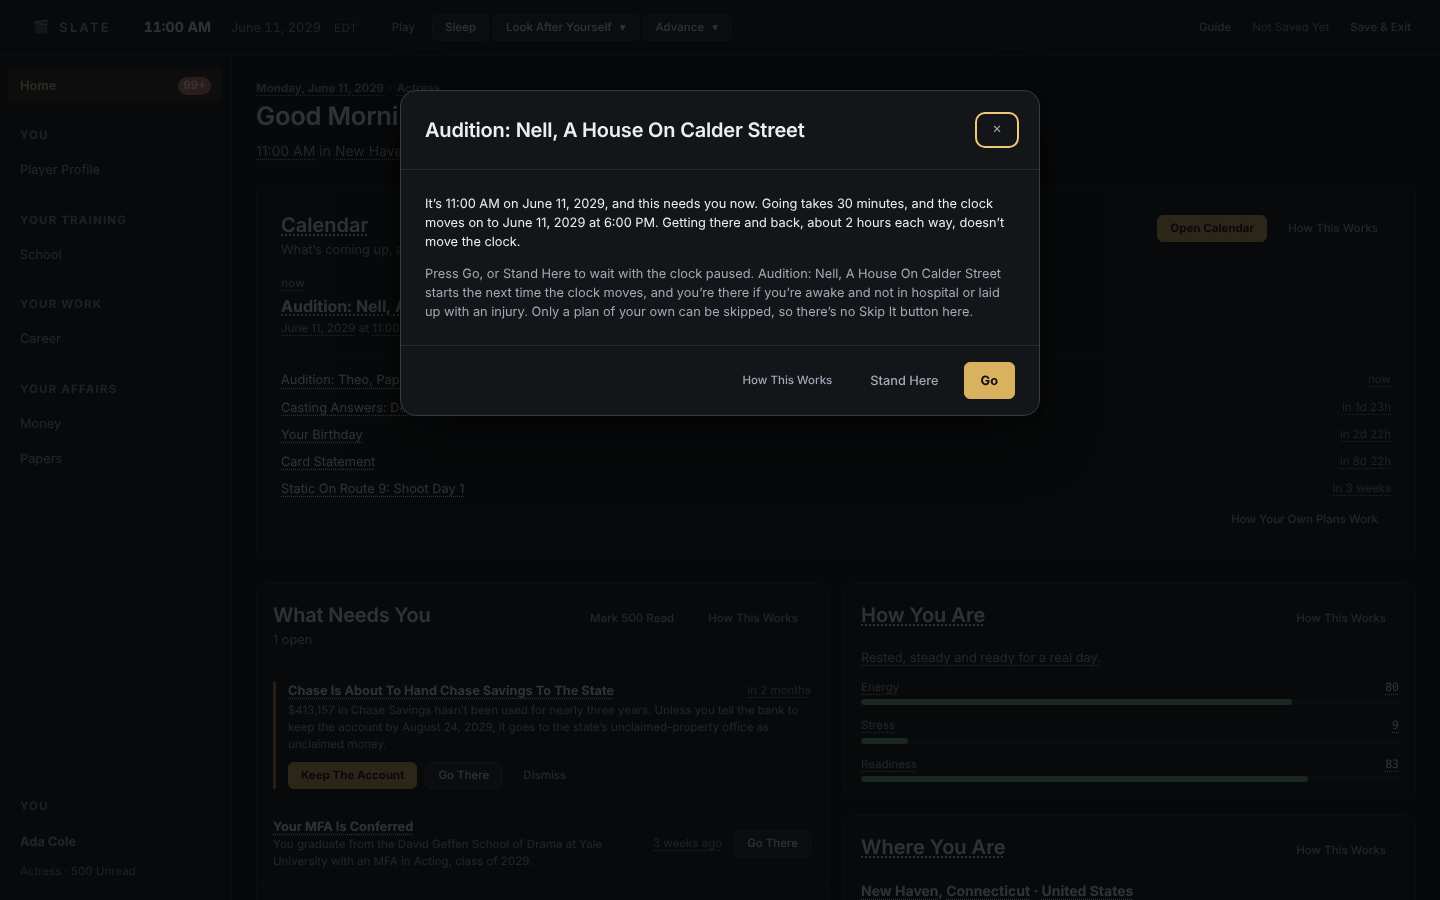 SLATE 11:00 AM June 11, 2029 EDT Play Sleep Look After Yourself Advance Guide Not Saved Yet Save & Exit
Home 99+
YOU
Player Profile
YOUR TRAINING
School
YOUR WORK
Career
YOUR AFFAIRS
Money
Papers
YOU
Ada Cole
Actress · 500 Unread
Monday, June 11, 2029 · Actress
Good Morni
11:00 AM in New Have
Audition: Nell, A House On Calder Street ×
It's 11:00 AM on June 11, 2029, and this needs you now. Going takes 30 minutes, and the clock
moves on to June 11, 2029 at 6:00 PM. Getting there and back, about 2 hours each way, doesn't
move the clock.
Press Go, or Stand Here to wait with the clock paused. Audition: Nell, A House On Calder Street
starts the next time the clock moves, and you're there if you're awake and not in hospital or laid
up with an injury. Only a plan of your own can be skipped, so there's no Skip It button here.
How This Works Stand Here Go
Calendar
What's coming up,
Open Calendar How This Works
now
Audition: Nell,
June 11, 2029 at 11:00
Audition: Theo, Pap now
Casting Answers: in 1d 23h
Your Birthday in 2d 22h
Card Statement in 8d 22h
Static On Route 9: Shoot Day 1 in 3 weeks
How Your Own Plans Work
What Needs You Mark 500 Read How This Works
1 open
Chase Is About To Hand Chase Savings To The State in 2 months
$413,157 in Chase Savings hasn't been used for nearly three years. Unless you tell the bank to
keep the account by August 24, 2029, it goes to the state's unclaimed-property office as
unclaimed money.
Keep The Account Go There Dismiss
Your MFA Is Conferred
You graduate from the David Geffen School of Drama at Yale
University with an MFA in Acting, class of 2029.
3 weeks ago Go There
How You Are How This Works
Rested, steady and ready for a real day.
Energy 80
Stress 9
Readiness 83
Where You Are How This Works
New Haven, Connecticut · United States